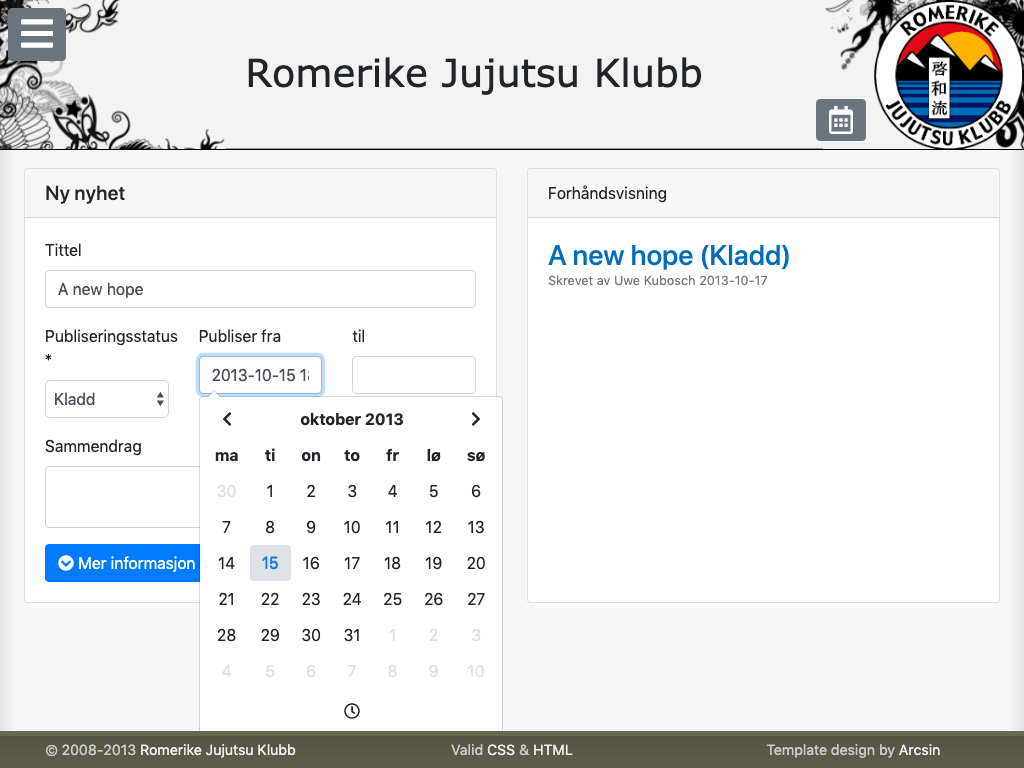 Romerike Jujutsu Klubb
ROMERIKE
啓和流
JUJUTSU KLUBB
Ny nyhet
Tittel
A new hope
Publiseringsstatus
*
Kladd
Publiser fra
2013-10-15 18
til
oktober 2013
ma ti on to fr lø sø
30 1 2 3 4 5 6
7 8 9 10 11 12 13
14 15 16 17 18 19 20
21 22 23 24 25 26 27
28 29 30 31 1 2 3
4 5 6 7 8 9 10
Sammendrag
Mer informasjon
Forhåndsvisning
A new hope (Kladd)
Skrevet av Uwe Kubosch 2013-10-17
© 2008-2013 Romerike Jujutsu Klubb
Valid CSS & HTML
Template design by Arcsin